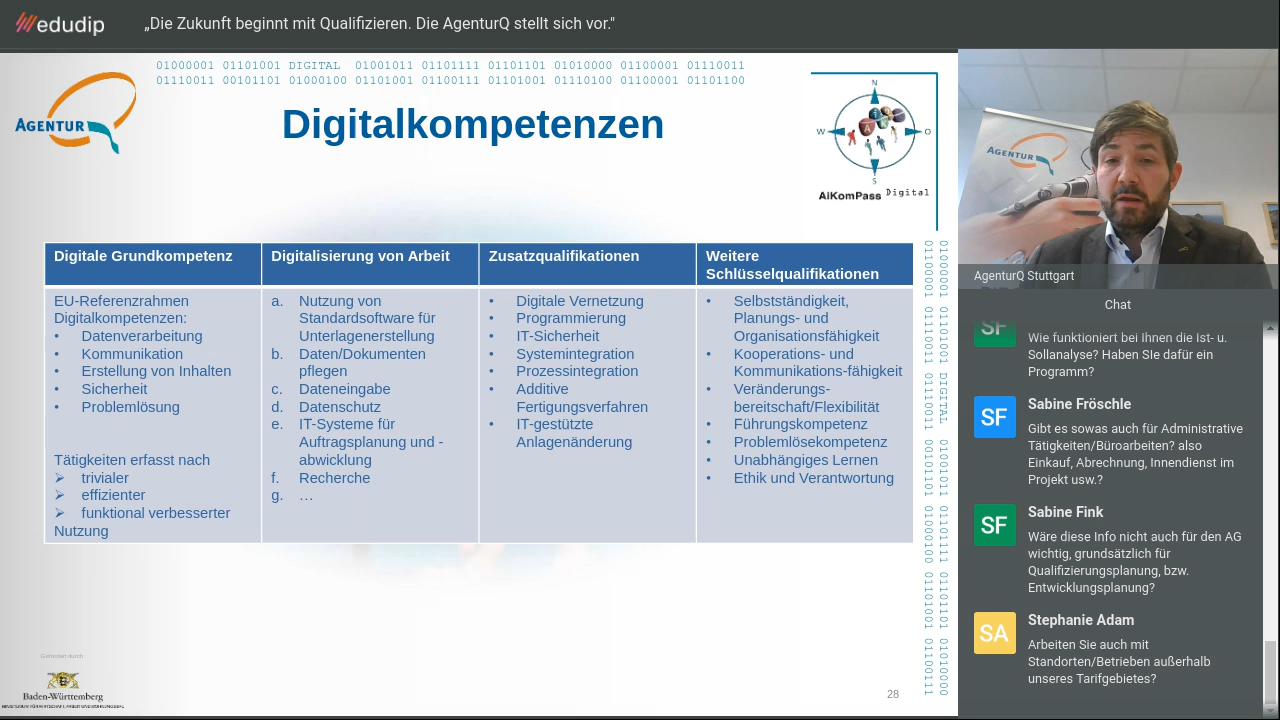 edudip
„Die Zukunft beginnt mit Qualifizieren. Die AgenturQ stellt sich vor."
01000001 01101001 DIGITAL 01001011 01101111 01101101 01010000 01100001 01110011
01110011 00101101 01000100 01101001 01100111 01101001 01110100 01100001 01101100
AGENTUR
Digitalkompetenzen
N
W
O
S
AiKomPass Digital
Digitale Grundkompetenz
EU-Referenzrahmen
Digitalkompetenzen:
• Datenverarbeitung
• Kommunikation
• Erstellung von Inhalten
• Sicherheit
• Problemlösung
Tätigkeiten erfasst nach
➢ trivialer
➢ effizienter
➢ funktional verbesserter
Nutzung
Digitalisierung von Arbeit
a. Nutzung von
Standardsoftware für
Unterlagenerstellung
b. Daten/Dokumenten
pflegen
c. Dateneingabe
d. Datenschutz
e. IT-Systeme für
Auftragsplanung und -
abwicklung
f. Recherche
g. …
Zusatzqualifikationen
• Digitale Vernetzung
• Programmierung
• IT-Sicherheit
• Systemintegration
• Prozessintegration
• Additive
Fertigungsverfahren
• IT-gestützte
Anlagenänderung
Weitere
Schlüsselqualifikationen
• Selbstständigkeit,
Planungs- und
Organisationsfähigkeit
• Kooperations- und
Kommunikations-fähigkeit
• Veränderungs-
bereitschaft/Flexibilität
• Führungskompetenz
• Problemlösekompetenz
• Unabhängiges Lernen
• Ethik und Verantwortung
Gefördert durch
Baden-Württemberg
28
AGENTUR
AgenturQ Stuttgart
Chat
SF
Wie funktioniert bei Ihnen die Ist- u.
Sollanalyse? Haben SIe dafür ein
Programm?
SF
Sabine Fröschle
Gibt es sowas auch für Administrative
Tätigkeiten/Büroarbeiten? also
Einkauf, Abrechnung, Innendienst im
Projekt usw.?
SF
Sabine Fink
Wäre diese Info nicht auch für den AG
wichtig, grundsätzlich für
Qualifizierungsplanung, bzw.
Entwicklungsplanung?
SA
Stephanie Adam
Arbeiten Sie auch mit
Standorten/Betrieben außerhalb
unseres Tarifgebietes?